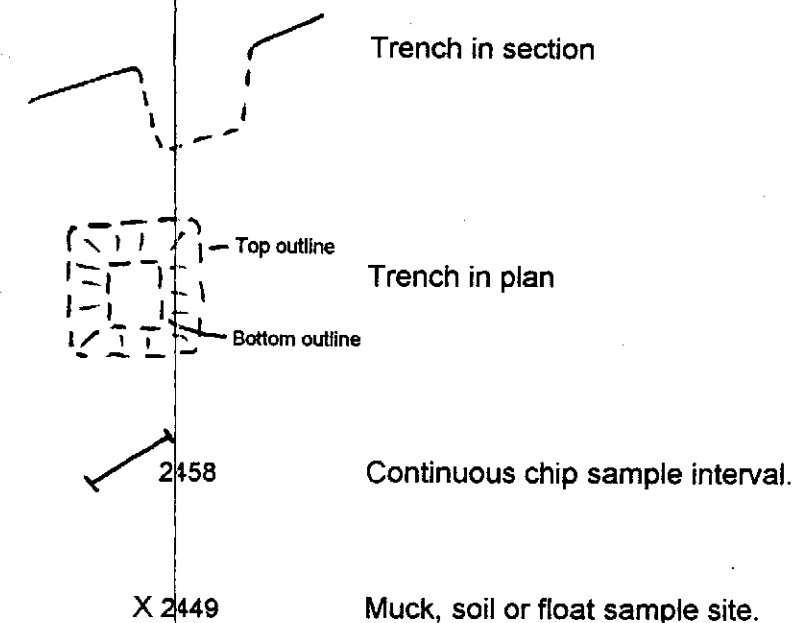 Trench in section
Top outline
Trench in plan
Bottom outline
2458 Continuous chip sample interval.
X 2449 Muck, soil or float sample site.